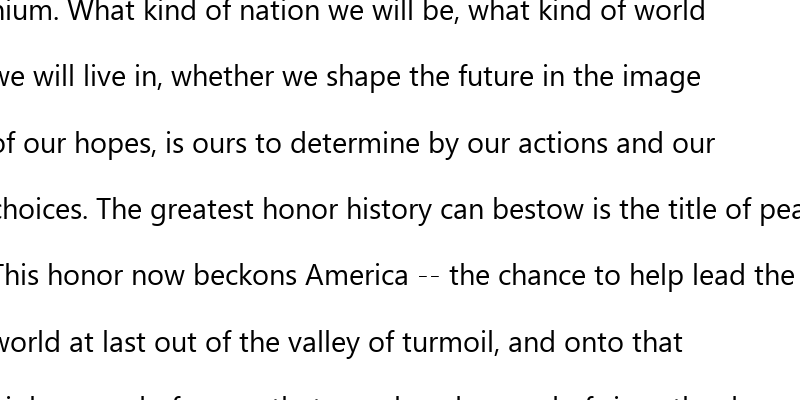 nium. What kind of nation we will be, what kind of world
we will live in, whether we shape the future in the image
of our hopes, is ours to determine by our actions and our
choices. The greatest honor history can bestow is the title of pea
This honor now beckons America -- the chance to help lead the
world at last out of the valley of turmoil, and onto that